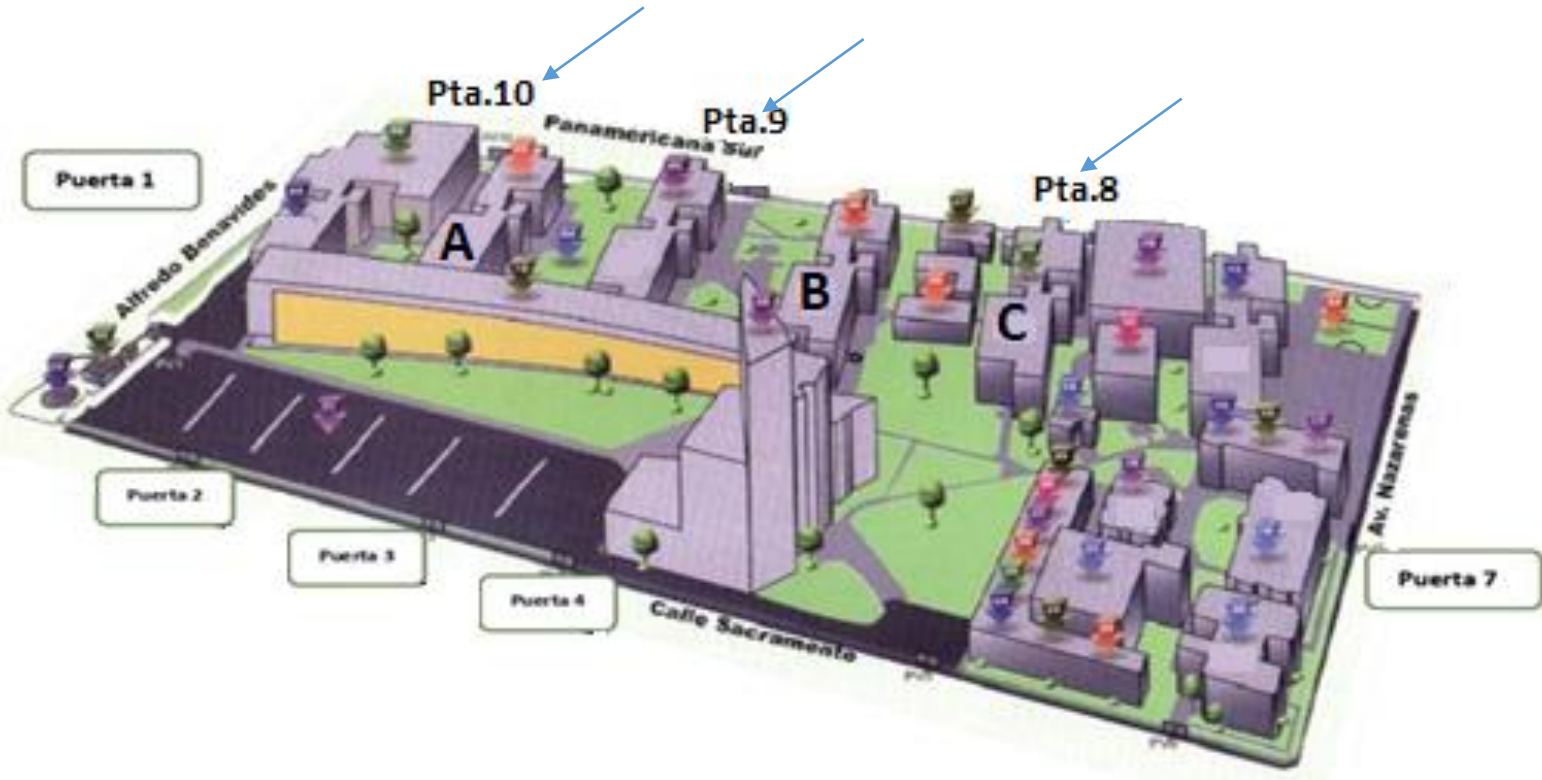 Pta.10
Pta.9
Panamericana Sur
Pta.8
Puerta 1
Alfredo Benavides
A
B
C
Av. Nazarenas
Puerta 2
Puerta 3
Puerta 4
Puerta 7
Calle Sacramento